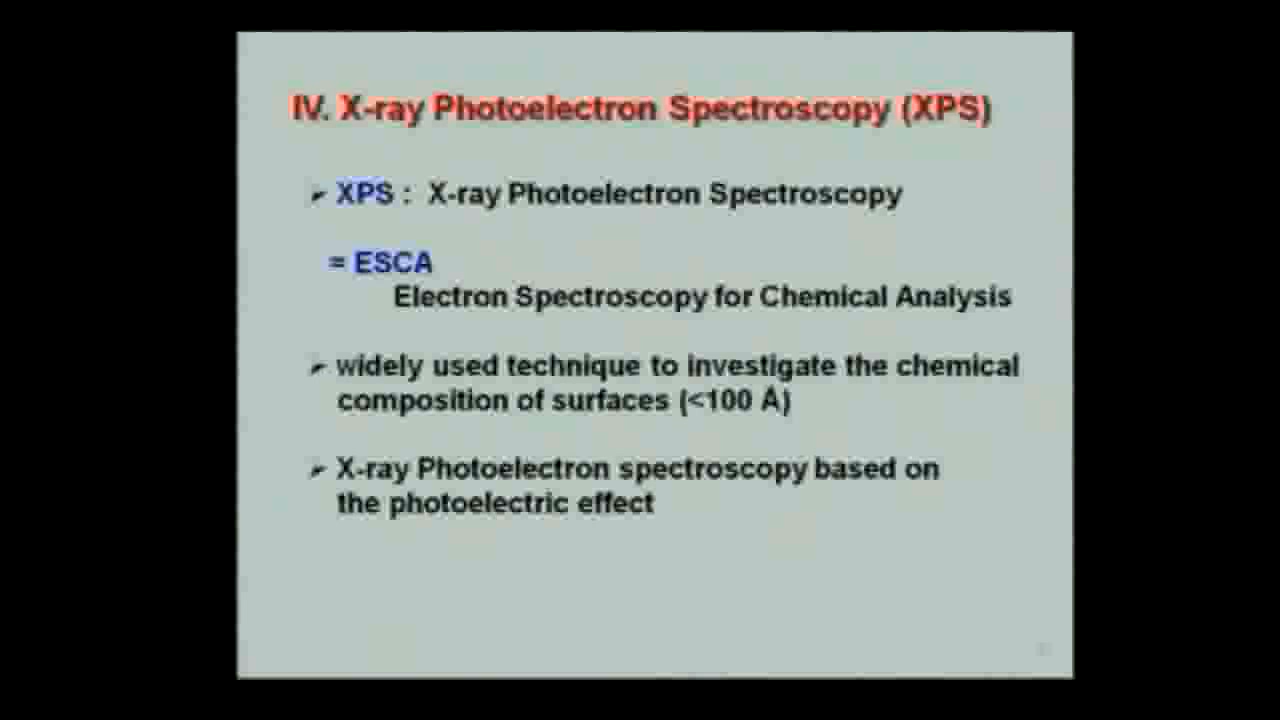 IV. X-ray Photoelectron Spectroscopy (XPS)
➢ XPS : X-ray Photoelectron Spectroscopy
= ESCA
Electron Spectroscopy for Chemical Analysis
➢ widely used technique to investigate the chemical
composition of surfaces (<100 Å)
➢ X-ray Photoelectron spectroscopy based on
the photoelectric effect